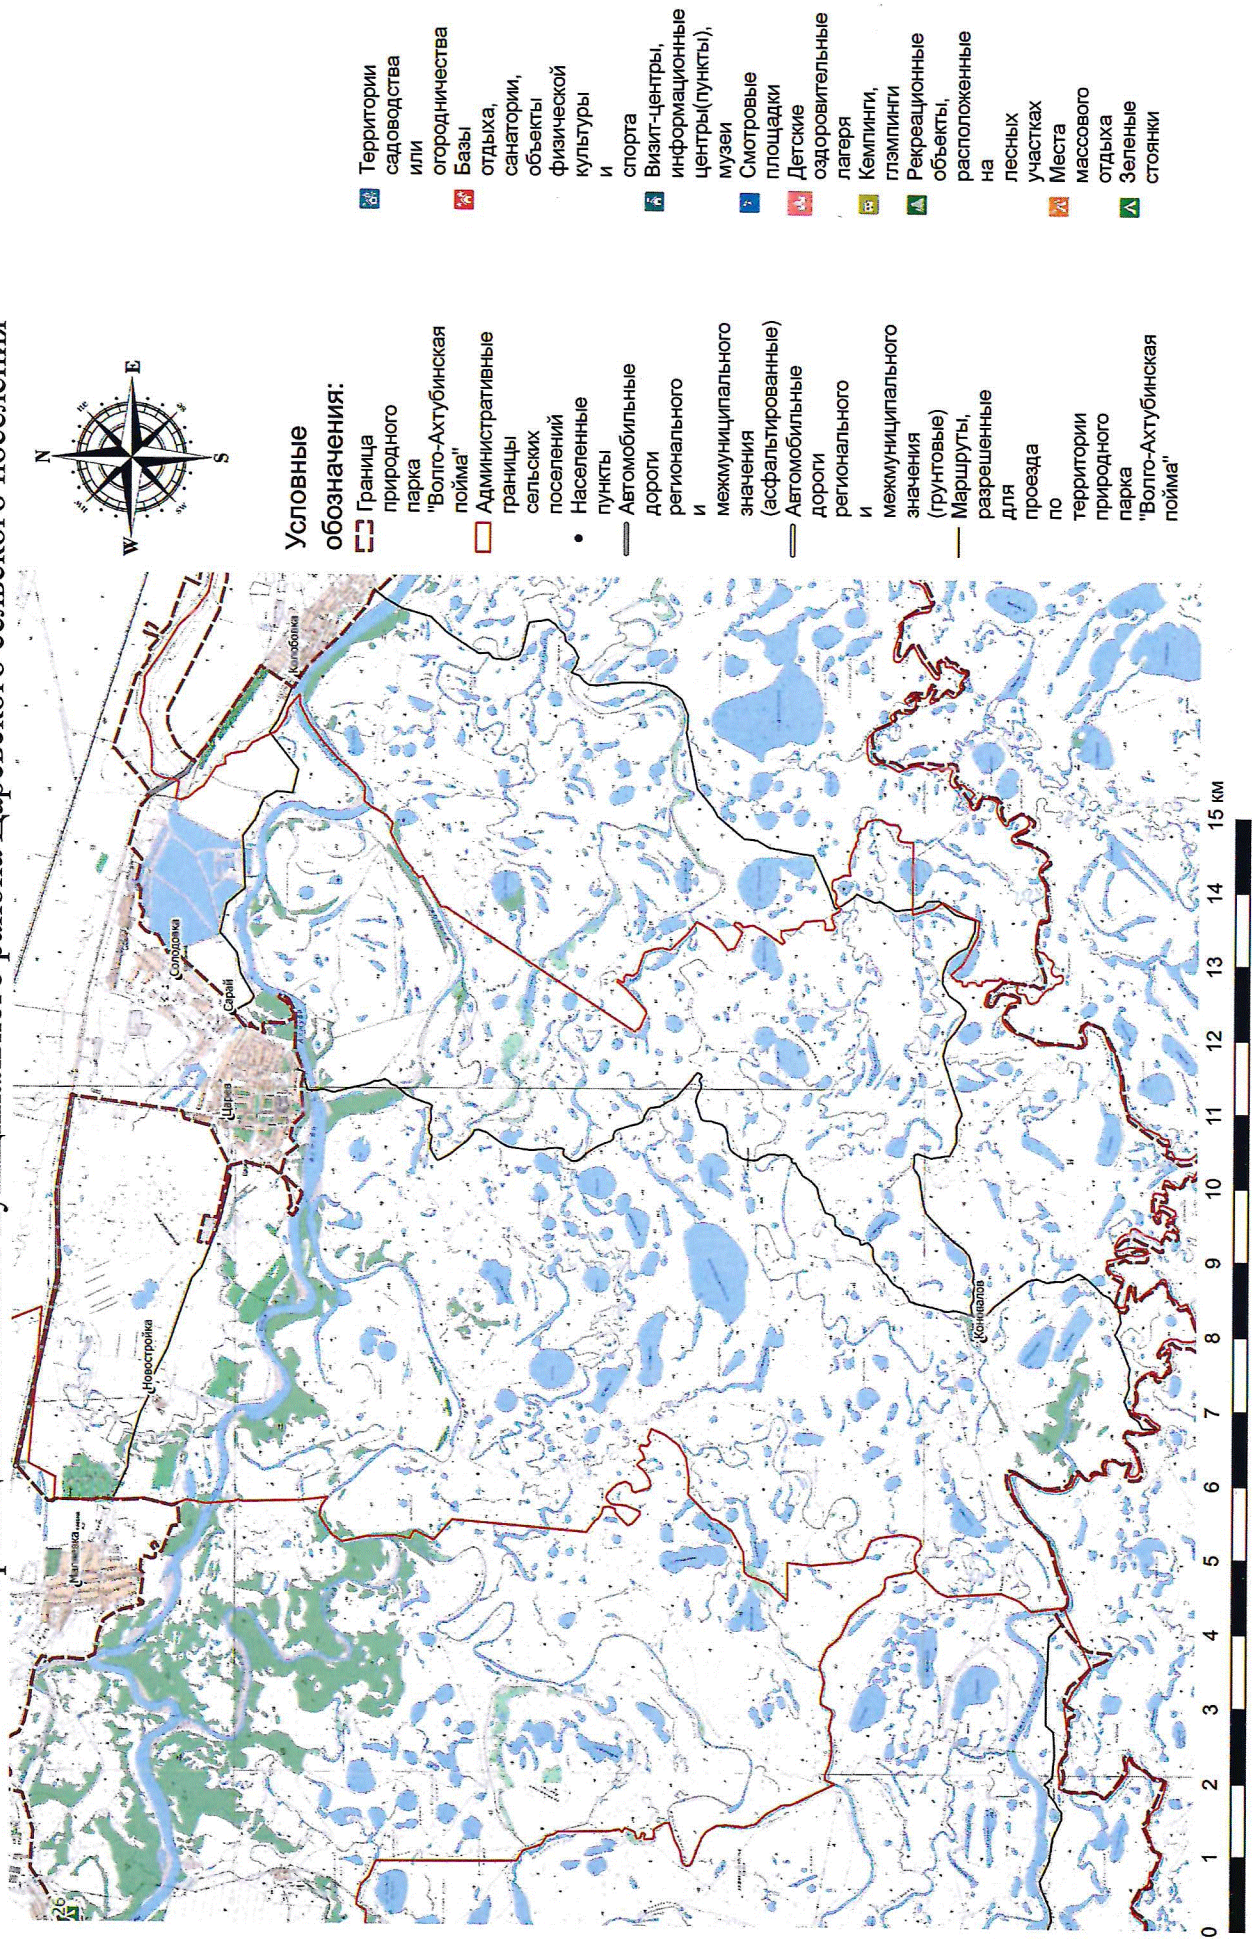 N
ne
E
se
S
sw
W
nw
Условные
обозначения:
Граница
природного
парка
"Волго-Ахтубинская
пойма"
Административные
границы
сельских
поселений
Населенные
пункты
Автомобильные
дороги
регионального
и
межмуниципального
значения
(асфальтированные)
Автомобильные
дороги
регионального
и
межмуниципального
значения
(грунтовые)
Маршруты,
разрешенные
для
проезда
по
территории
природного
парка
"Волго-Ахтубинская
пойма"
Территории
садоводства
или
огородничества
Базы
отдыха,
санатории,
объекты
физической
культуры
и
спорта
Визит-центры,
информационные
центры(пункты),
музеи
Смотровые
площадки
Детские
оздоровительные
лагеря
Кемпинги,
глэмпинги
Рекреационные
объекты,
расположенные
на
лесных
участках
Места
массового
отдыха
Зеленые
стоянки
26
Новостройка
Царев
Сарай
Солодовка
Колобовка
0 1 2 3 4 5 6 7 8 9 10 11 12 13 14 15 км